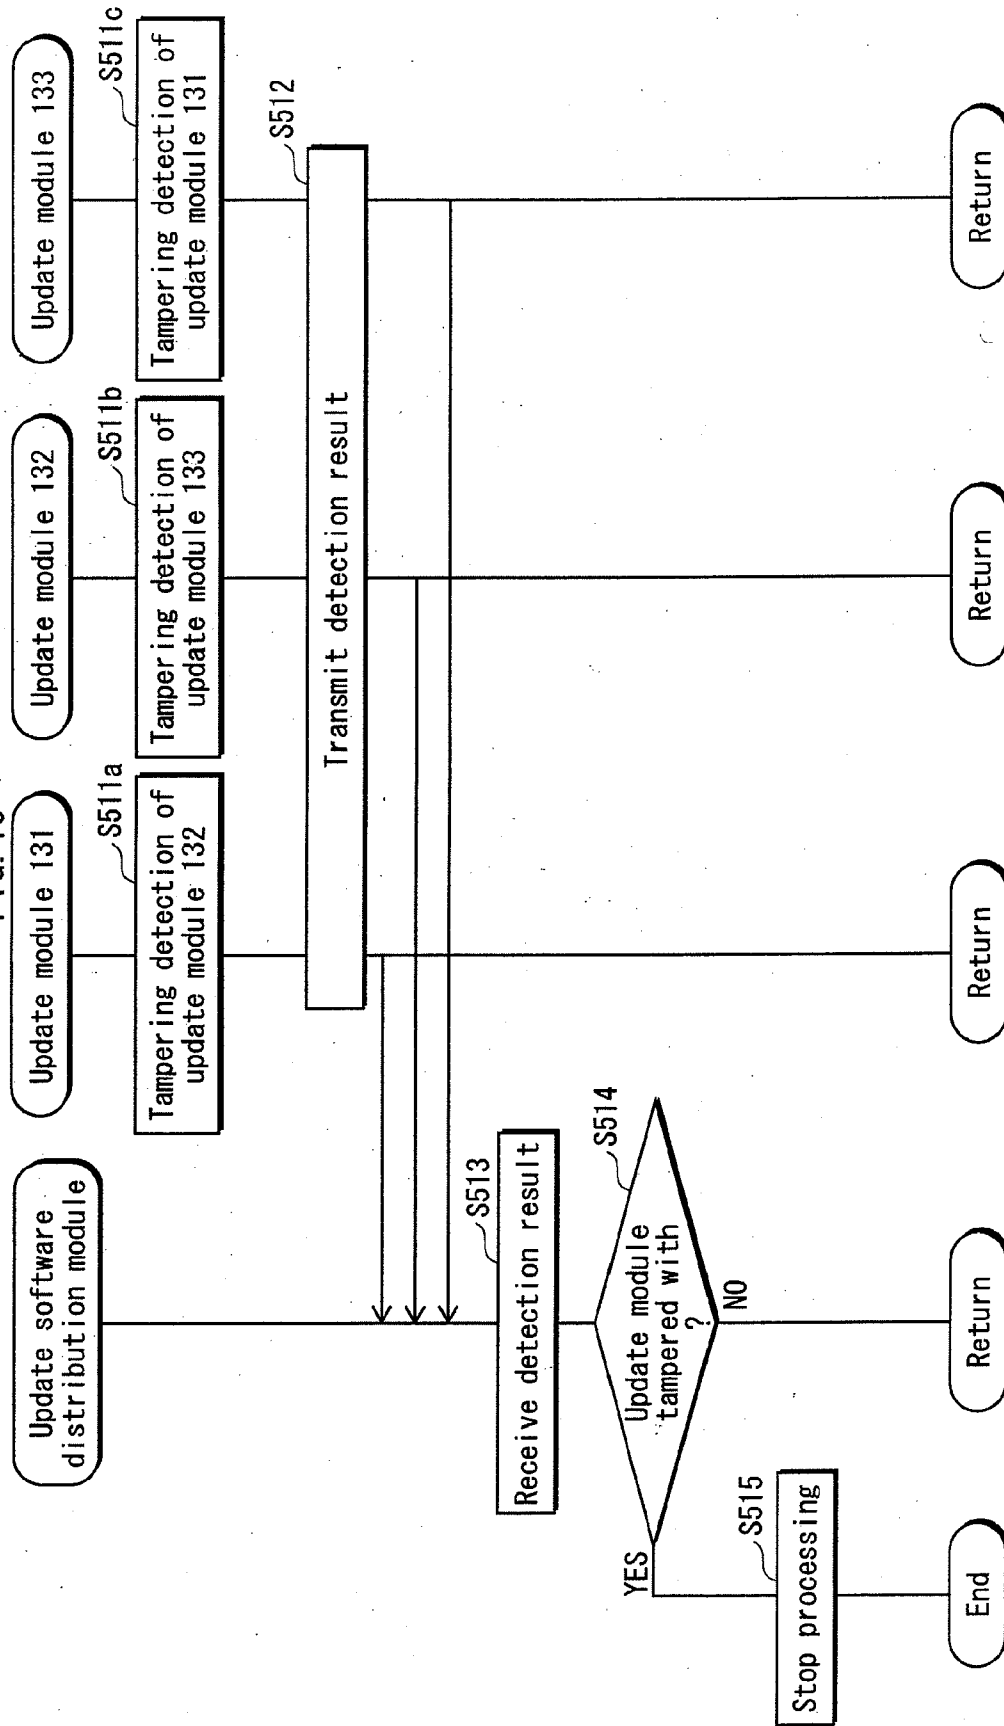 Update software
distribution module
Update module 131
Update module 132
Update module 133
S511a
Tampering detection of
update module 132
S511b
Tampering detection of
update module 133
S511c
Tampering detection of
update module 131
S512
Transmit detection result
S513
Receive detection result
S514
Update module
tampered with
?
YES
NO
S515
Stop processing
End
Return
Return
Return
Return